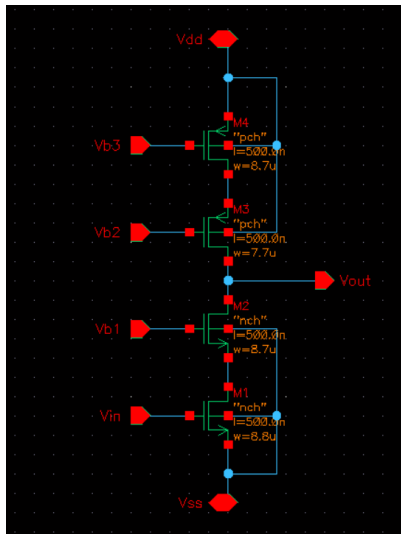 Vdd
M4
"pch"
Vb3
l=500.0n
w=8.7u
M3
"pch"
Vb2
l=500.0n
w=7.7u
Vout
M2
"nch"
Vb1
l=500.0n
w=8.7u
M1
"nch"
Vin
l=500.0n
w=8.8u
Vss